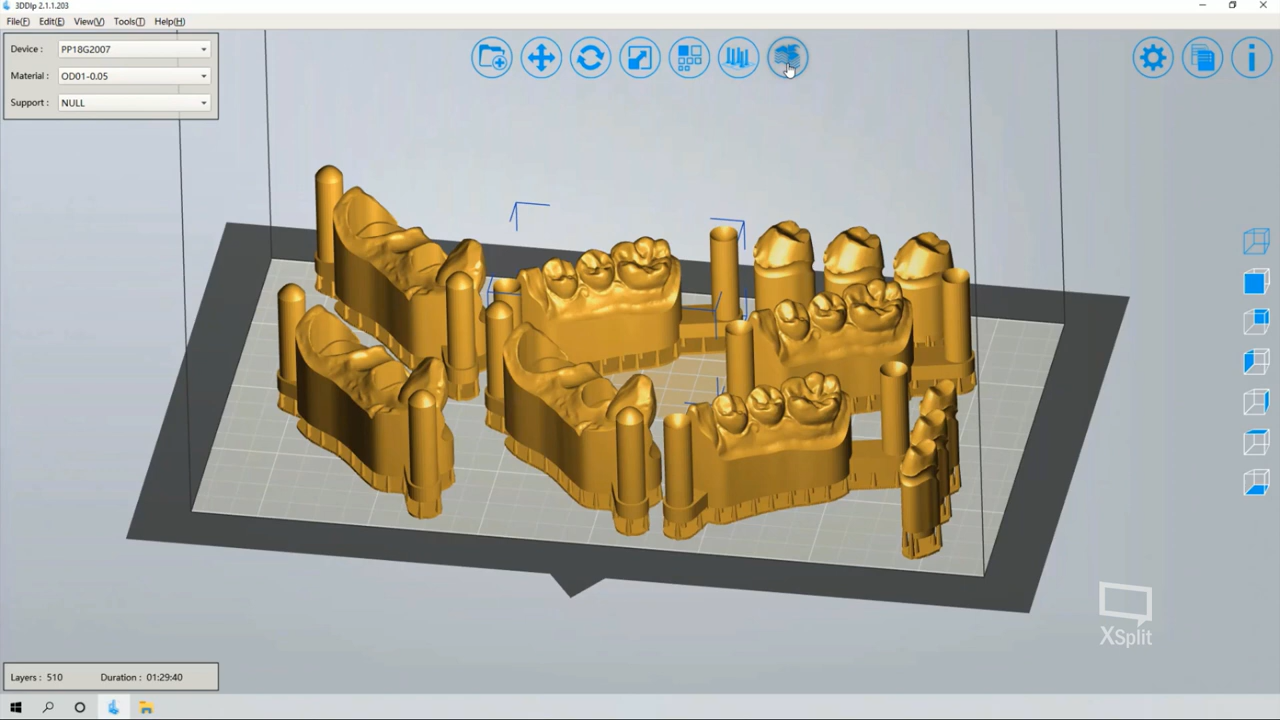 3DDlp 2.1.1.203
File(F) Edit(E) View(V) Tools(T) Help(H)
Device : PP18G2007
Material : OD01-0.05
Support : NULL
XSplit
Layers : 510 Duration : 01:29:40